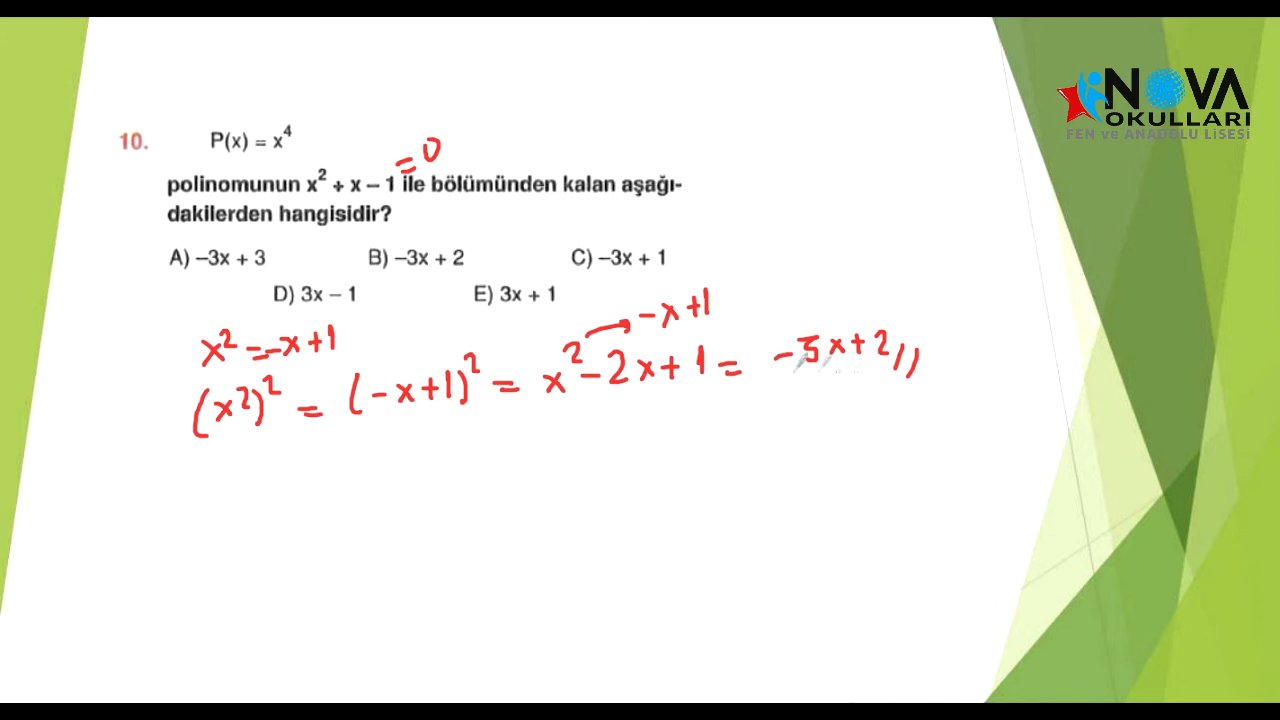 NOVA
OKULLARI
FEN ve ANADOLU LiSESi
10. P(x) = x⁴
= 0
polinomunun x² + x – 1 ile bölümünden kalan aşağı-
dakilerden hangisidir?
A) –3x + 3 B) –3x + 2 C) –3x + 1
D) 3x – 1 E) 3x + 1
-x+1
x² = -x+1
(x²)² = (-x+1)² = x² - 2x + 1 = -3x+2//